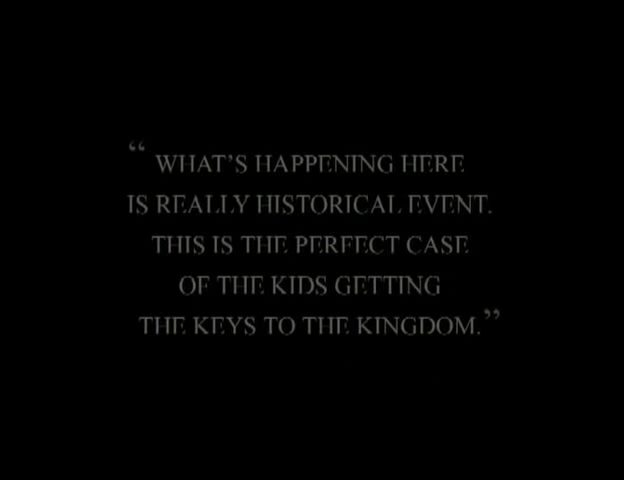 “ WHAT’S HAPPENING HERE
IS REALLY HISTORICAL EVENT.
THIS IS THE PERFECT CASE
OF THE KIDS GETTING
THE KEYS TO THE KINGDOM.”